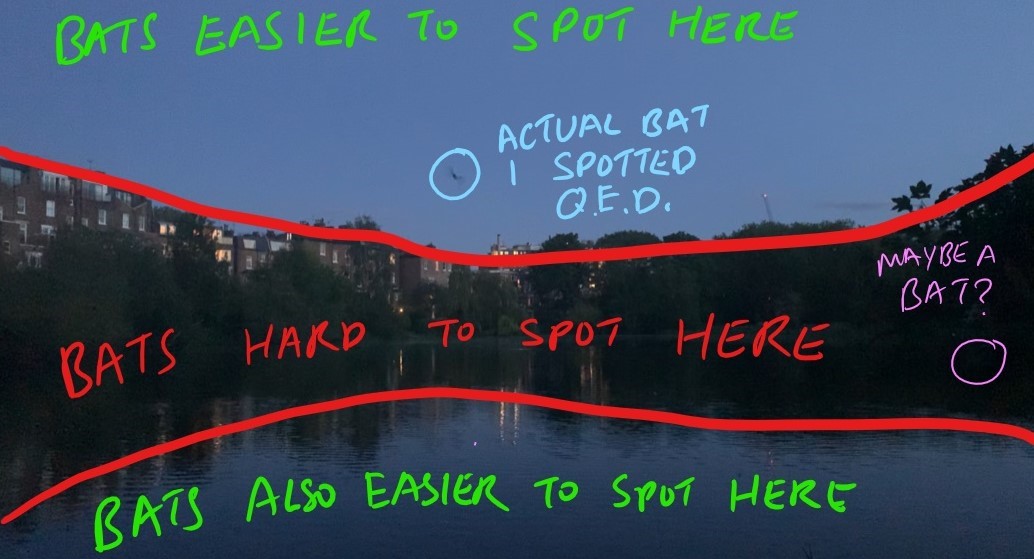 BATS EASIER TO SPOT HERE
ACTUAL BAT
I SPOTTED
Q.E.D.
MAYBE A
BAT?
BATS HARD TO SPOT HERE
BATS ALSO EASIER TO SPOT HERE